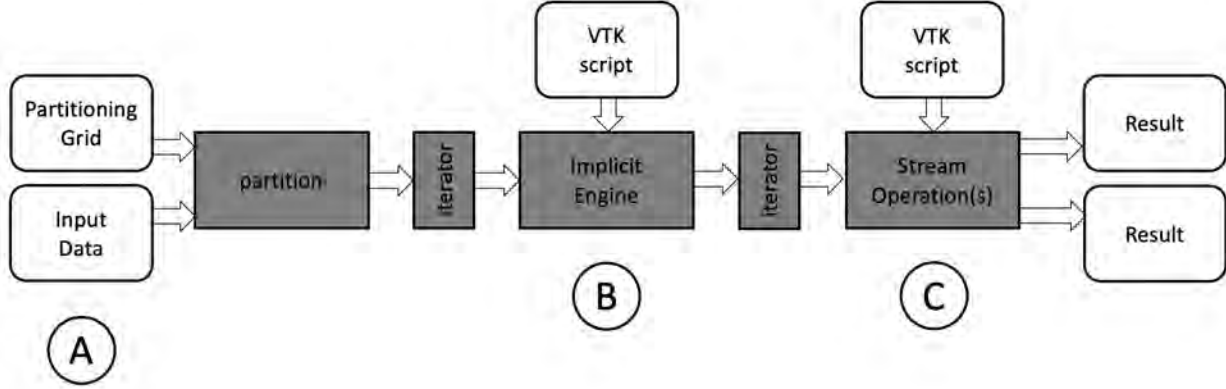 VTK
script
VTK
script
Partitioning
Grid
Input
Data
partition
iterator
Implicit
Engine
iterator
Stream
Operation(s)
Result
Result
A
B
C